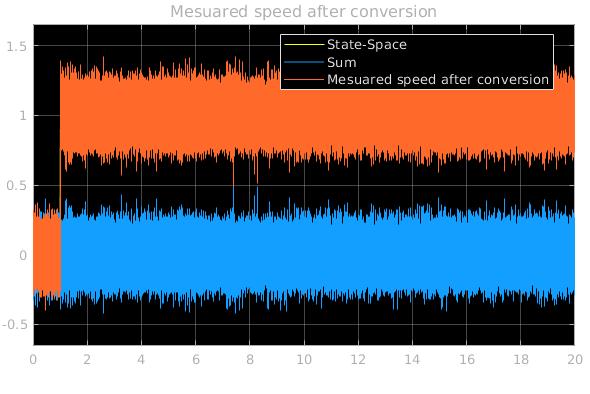 Mesuared speed after conversion
1.5
1
0.5
0
-0.5
State-Space
Sum
Mesuared speed after conversion
0 2 4 6 8 10 12 14 16 18 20